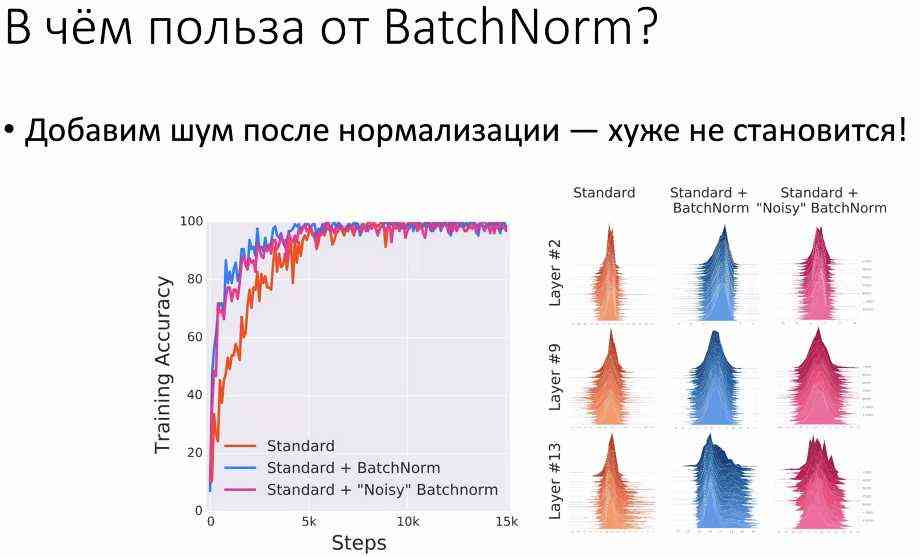 В чём польза от BatchNorm?
• Добавим шум после нормализации — хуже не становится!
Training Accuracy
100
80
60
40
20
0
0
5k
10k
15k
Steps
Standard
Standard + BatchNorm
Standard + "Noisy" Batchnorm
Standard
Standard +
BatchNorm
Standard +
"Noisy" BatchNorm
Layer #2
Layer #9
Layer #13